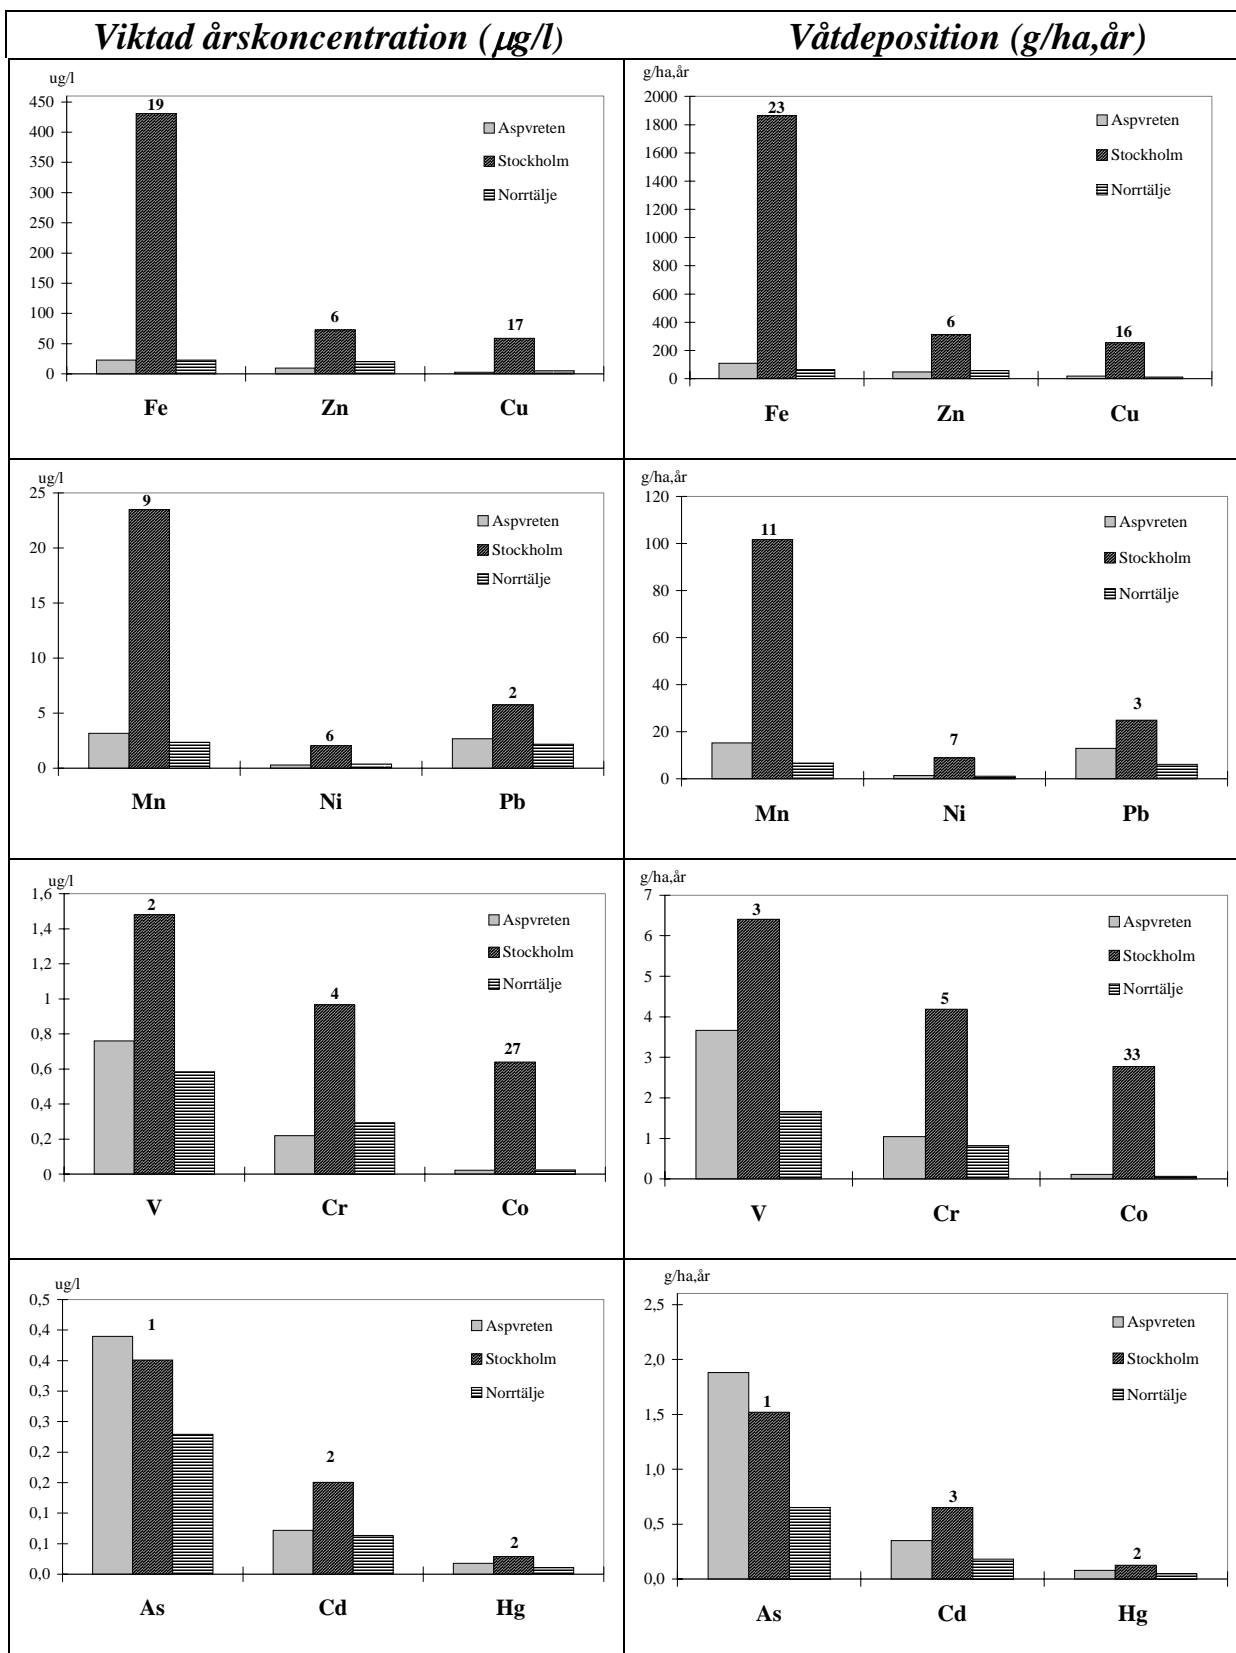 Viktad årskoncentration (µg/l)
Våtdeposition (g/ha,år)
ug/l
450
400
350
300
250
200
150
100
50
0
19
6
17
Aspvreten
Stockholm
Norrtälje
Fe Zn Cu
g/ha,år
2000
1800
1600
1400
1200
1000
800
600
400
200
0
23
6
16
Aspvreten
Stockholm
Norrtälje
Fe Zn Cu
ug/l
25
20
15
10
5
0
9
6
2
Aspvreten
Stockholm
Norrtälje
Mn Ni Pb
g/ha,år
120
100
80
60
40
20
0
11
7
3
Aspvreten
Stockholm
Norrtälje
Mn Ni Pb
ug/l
1,6
1,4
1,2
1
0,8
0,6
0,4
0,2
0
2
4
27
Aspvreten
Stockholm
Norrtälje
V Cr Co
g/ha,år
7
6
5
4
3
2
1
0
3
5
33
Aspvreten
Stockholm
Norrtälje
V Cr Co
ug/l
0,5
0,4
0,4
0,3
0,3
0,2
0,2
0,1
0,1
0,0
1
2
2
Aspvreten
Stockholm
Norrtälje
As Cd Hg
g/ha,år
2,5
2,0
1,5
1,0
0,5
0,0
1
3
2
Aspvreten
Stockholm
Norrtälje
As Cd Hg